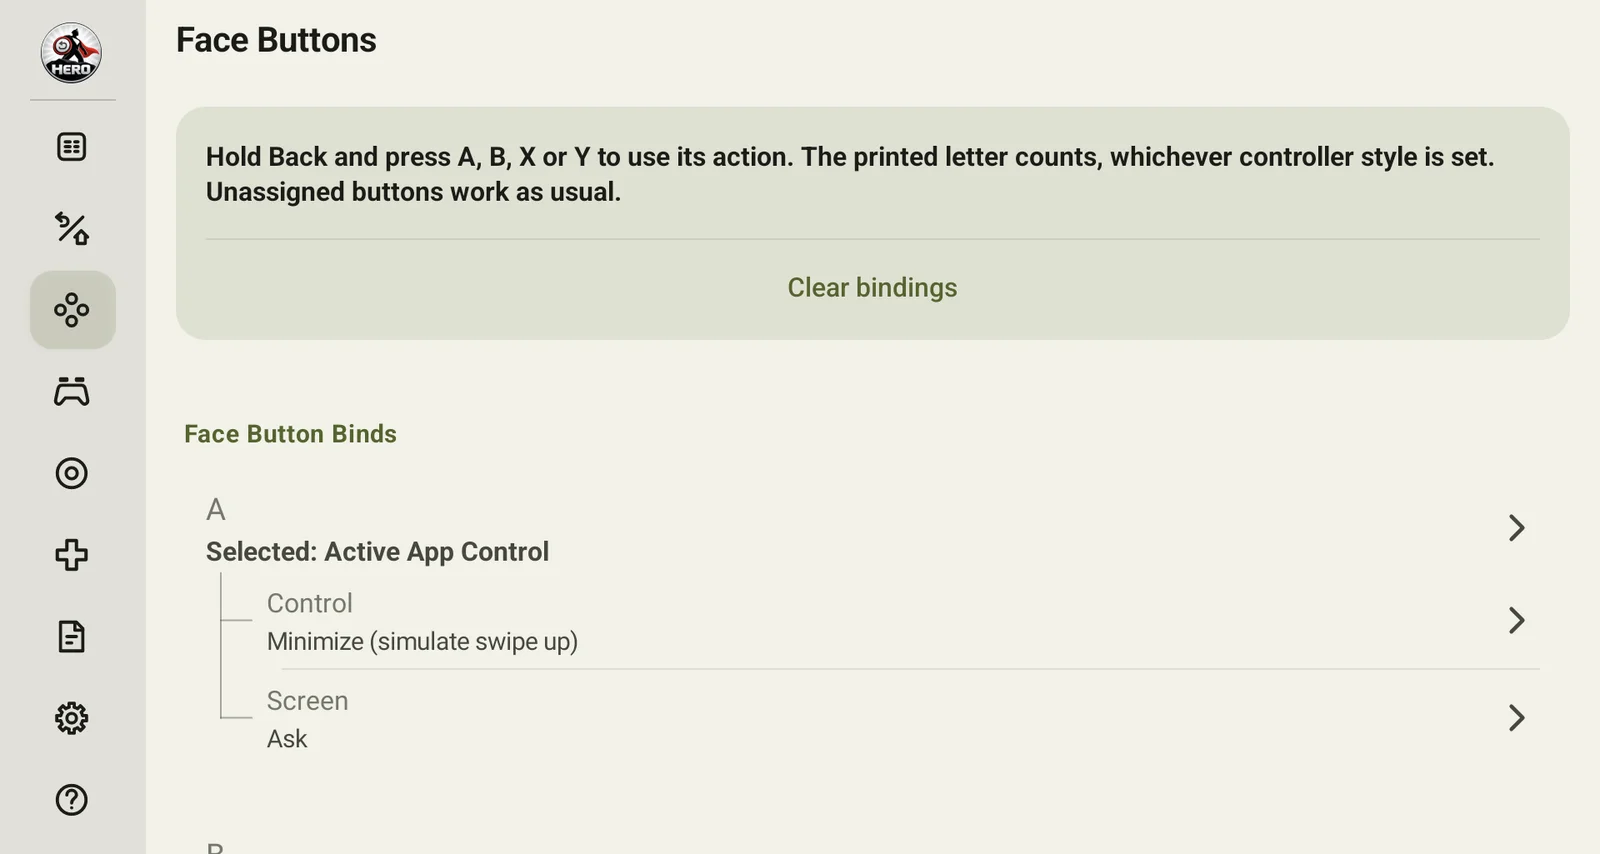 HERO
Face Buttons
Hold Back and press A, B, X or Y to use its action. The printed letter counts, whichever controller style is set.
Unassigned buttons work as usual.
Clear bindings
Face Button Binds
A
Selected: Active App Control
Control
Minimize (simulate swipe up)
Screen
Ask